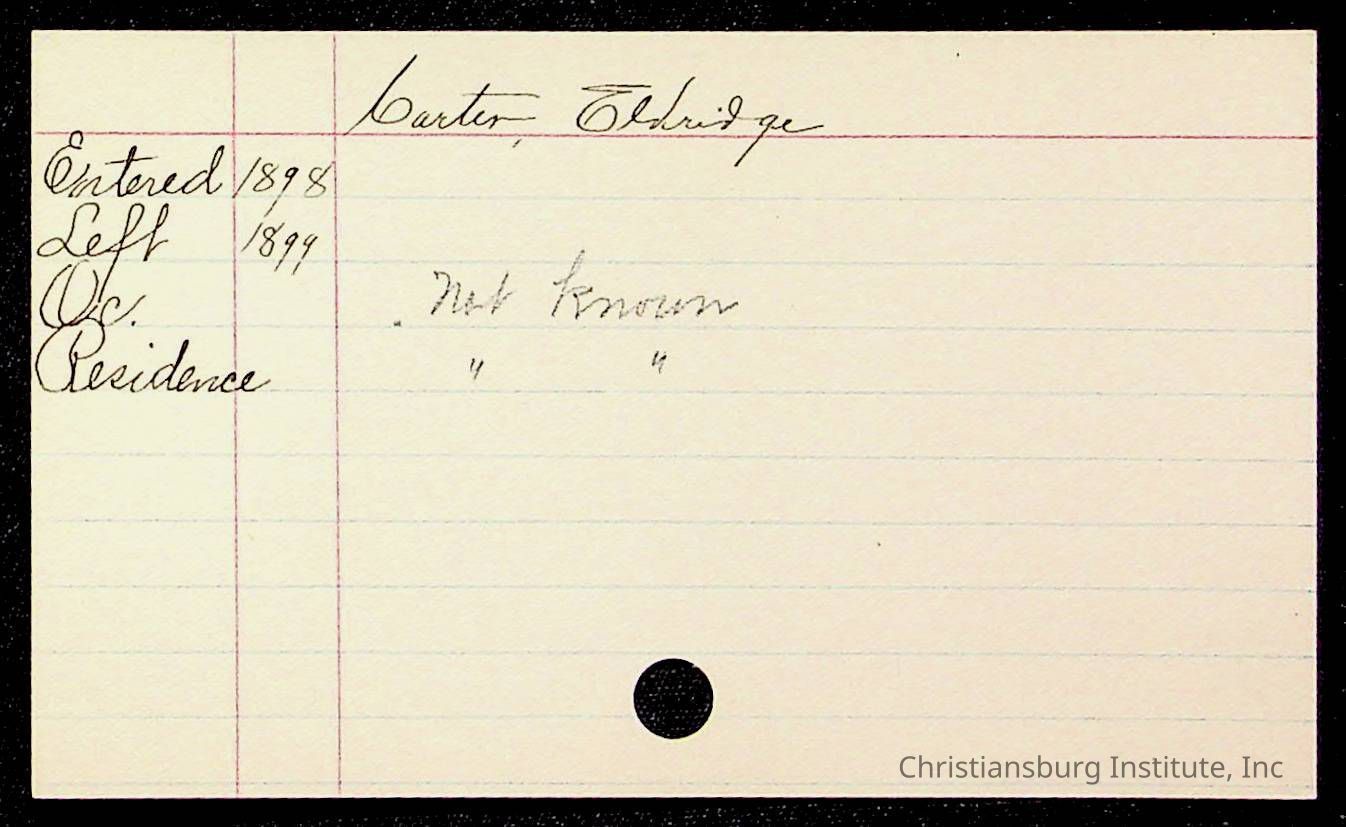 Carter, Eldridge
Entered 1898
Left 1899
Oc. Not known
Residence " "
Christiansburg Institute, Inc